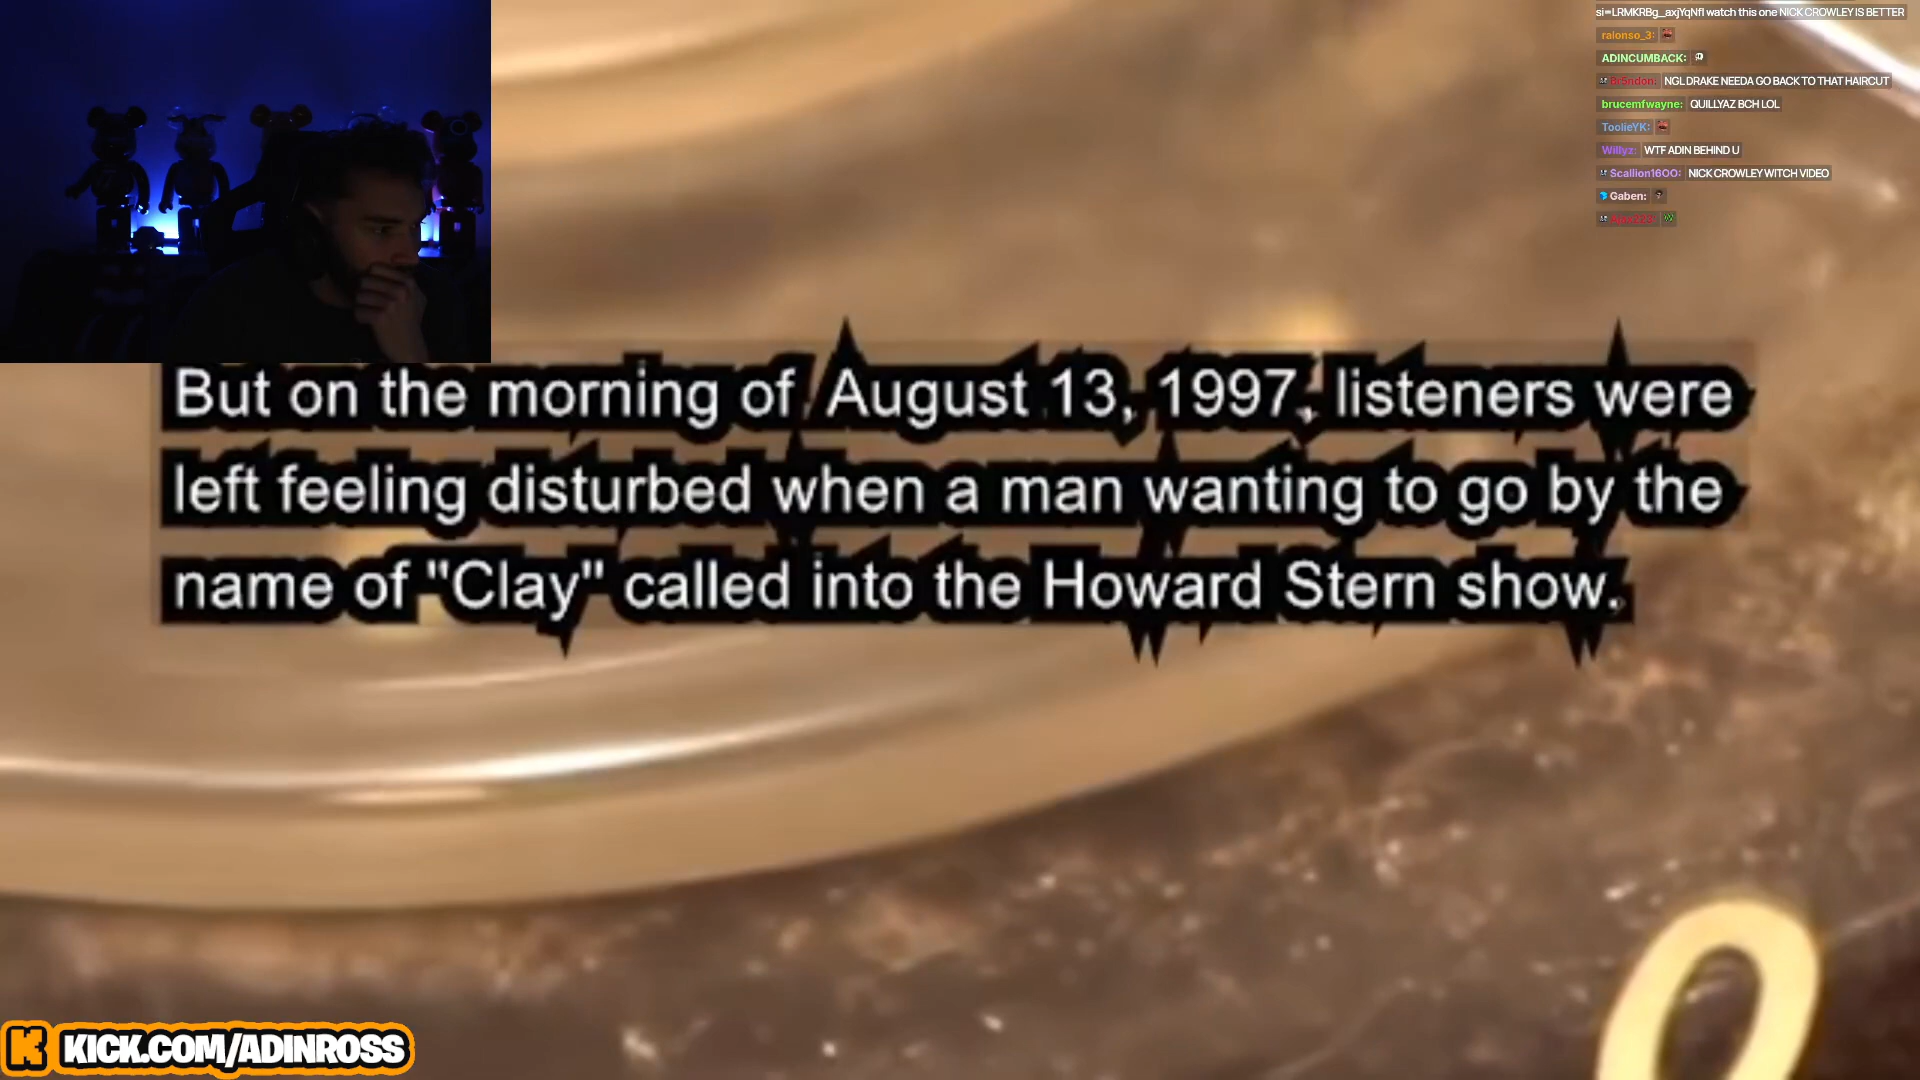 si=LRMKRBg_axjYqNfI watch this one NICK CROWLEY IS BETTER
ralonso_3:
ADINCUMBACK:
Br5ndon: NGL DRAKE NEEDA GO BACK TO THAT HAIRCUT
brucemfwayne: QUILLYAZ BCH LOL
ToolieYK:
Willyz: WTF ADIN BEHIND U
Scallion1600: NICK CROWLEY WITCH VIDEO
Gaben:
But on the morning of August 13, 1997, listeners were
left feeling disturbed when a man wanting to go by the
name of "Clay" called into the Howard Stern show.
K KICK.COM/ADINROSS